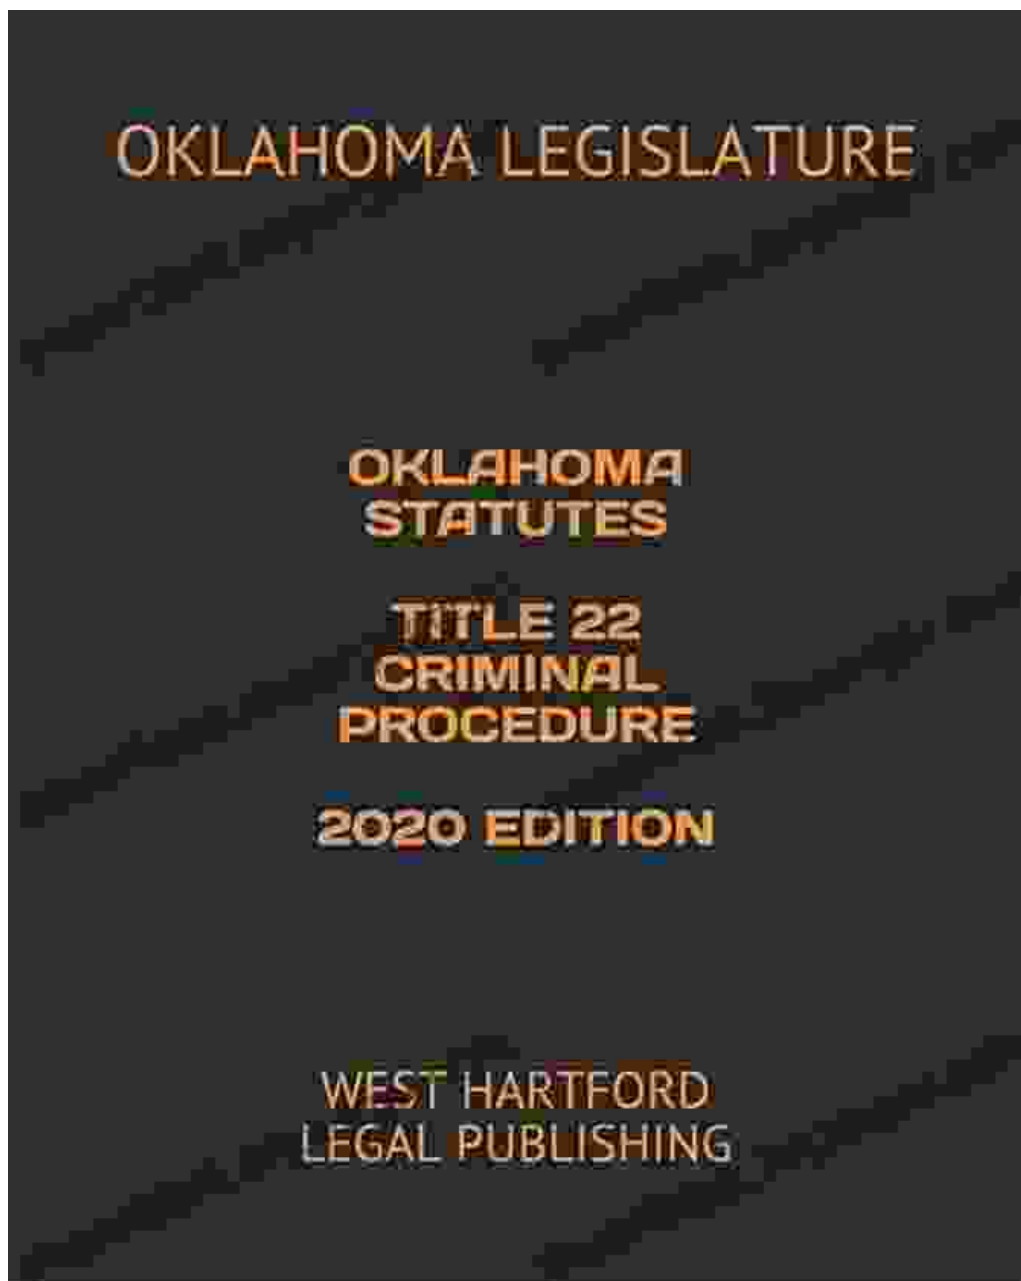 OKLAHOMA LEGISLATURE
OKLAHOMA
STATUTES
TITLE 22
CRIMINAL
PROCEDURE
2020 EDITION
WEST HARTFORD
LEGAL PUBLISHING